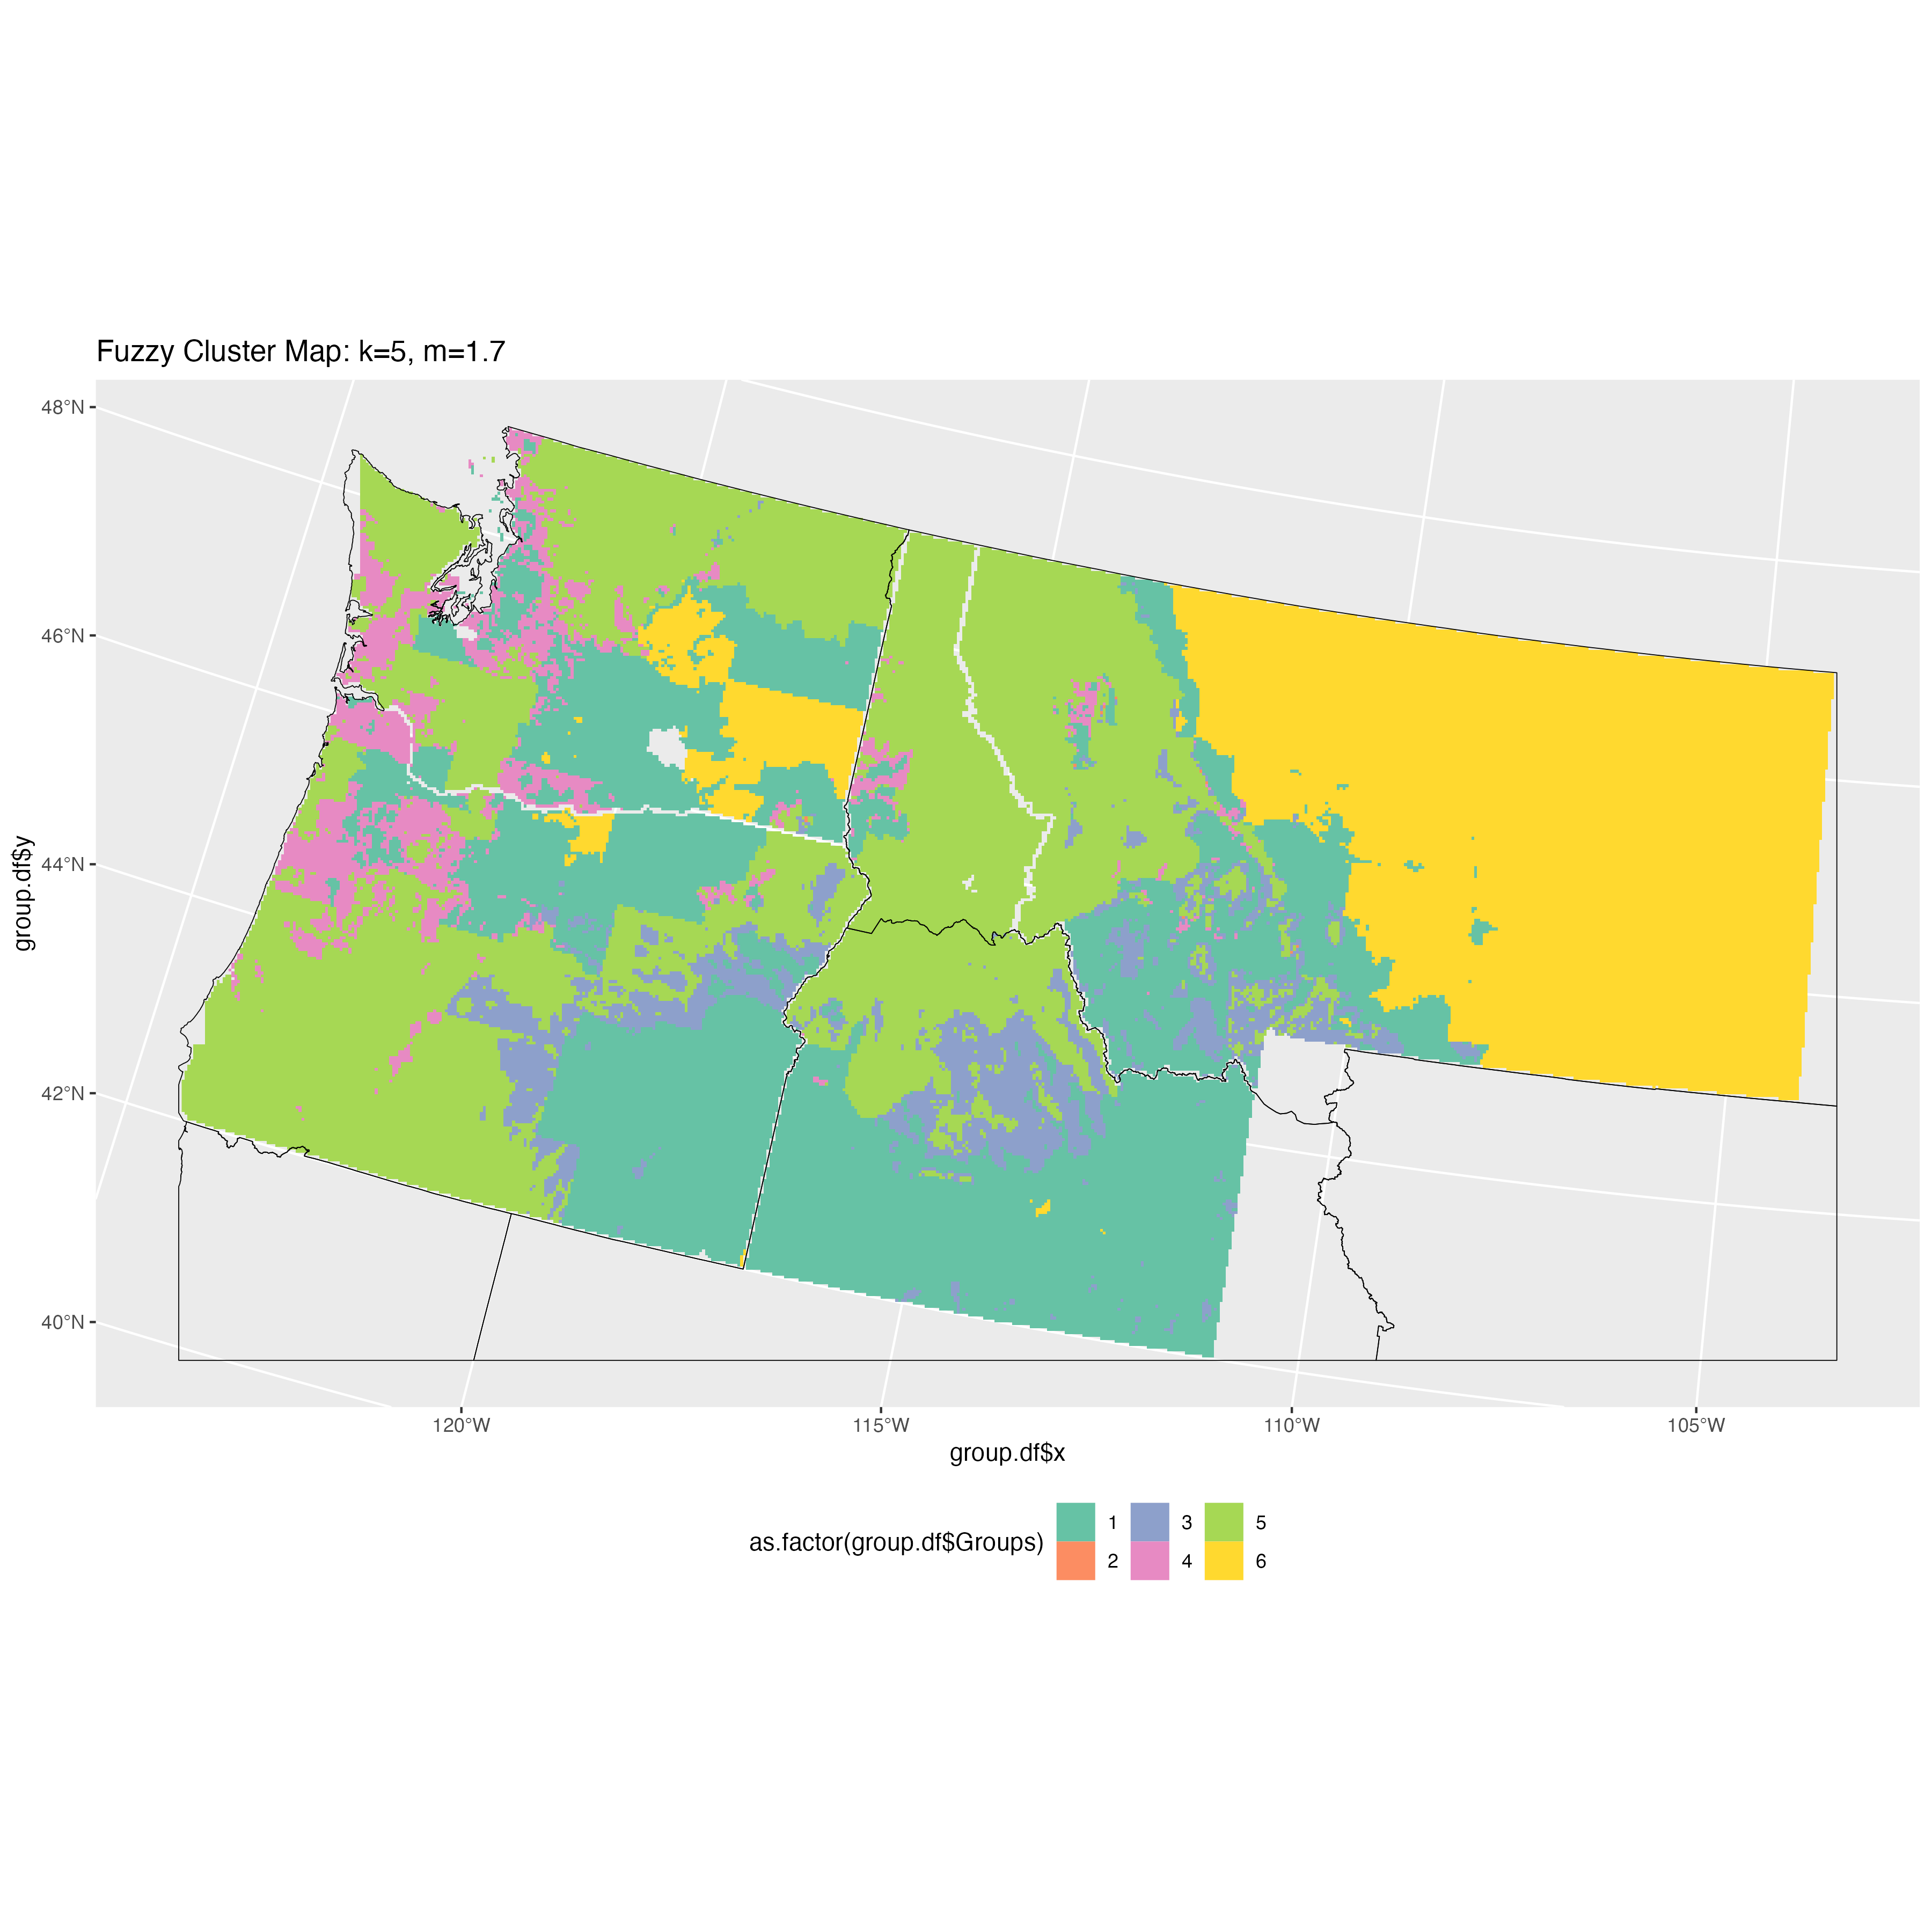 Fuzzy Cluster Map: k=5, m=1.7
48°N
46°N
44°N
42°N
40°N
group.df$y
120°W
115°W
110°W
105°W
group.df$x
as.factor(group.df$Groups)
1
3
5
2
4
6